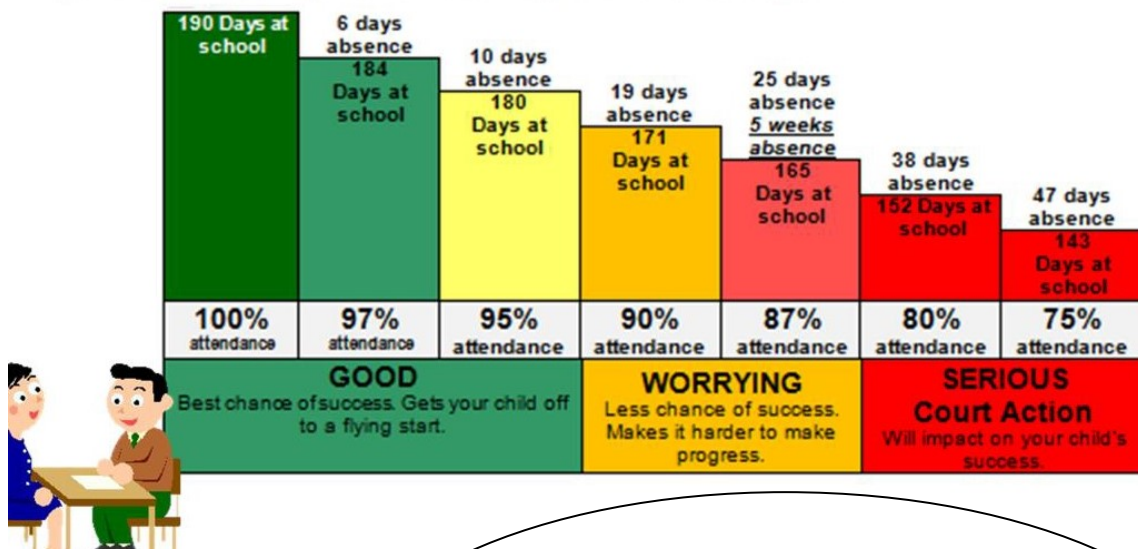 190 Days at
school
6 days
absence
184
Days at
school
10 days
absence
180
Days at
school
19 days
absence
171
Days at
school
25 days
absence
5 weeks
absence
165
Days at
school
38 days
absence
152 Days at
school
47 days
absence
143
Days at
school
100%
attendance
97%
attendance
95%
attendance
90%
attendance
87%
attendance
80%
attendance
75%
attendance
GOOD
Best chance of success. Gets your child off
to a flying start.
WORRYING
Less chance of success.
Makes it harder to make
progress.
SERIOUS
Court Action
Will impact on your child's
success.